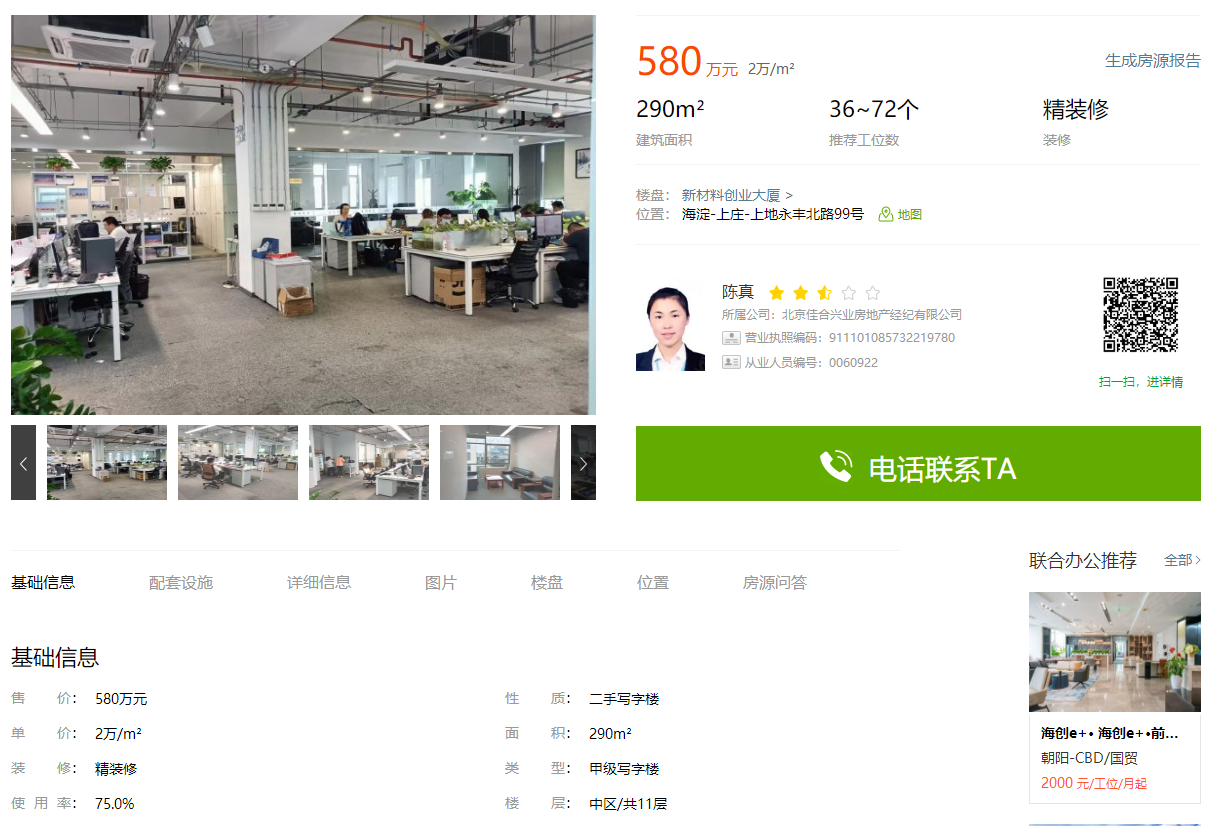 580 万元 2万/m²
生成房源报告
290m² 36~72个 精装修
建筑面积 推荐工位数 装修
楼盘： 新材料创业大厦 >
位置： 海淀-上庄-上地永丰北路99号 地图
陈真
所属公司：北京佳合兴业房地产经纪有限公司
营业执照编码：911101085732219780
从业人员编号：0060922
扫一扫，进详情
电话联系TA
基础信息 配套设施 详细信息 图片 楼盘 位置 房源问答
基础信息
售 价： 580万元 性 质： 二手写字楼
单 价： 2万/m² 面 积： 290m²
装 修： 精装修 类 型： 甲级写字楼
使 用 率： 75.0% 楼 层： 中区/共11层
联合办公推荐 全部 >
海创e+• 海创e+•前...
朝阳-CBD/国贸
2000 元/工位/月起